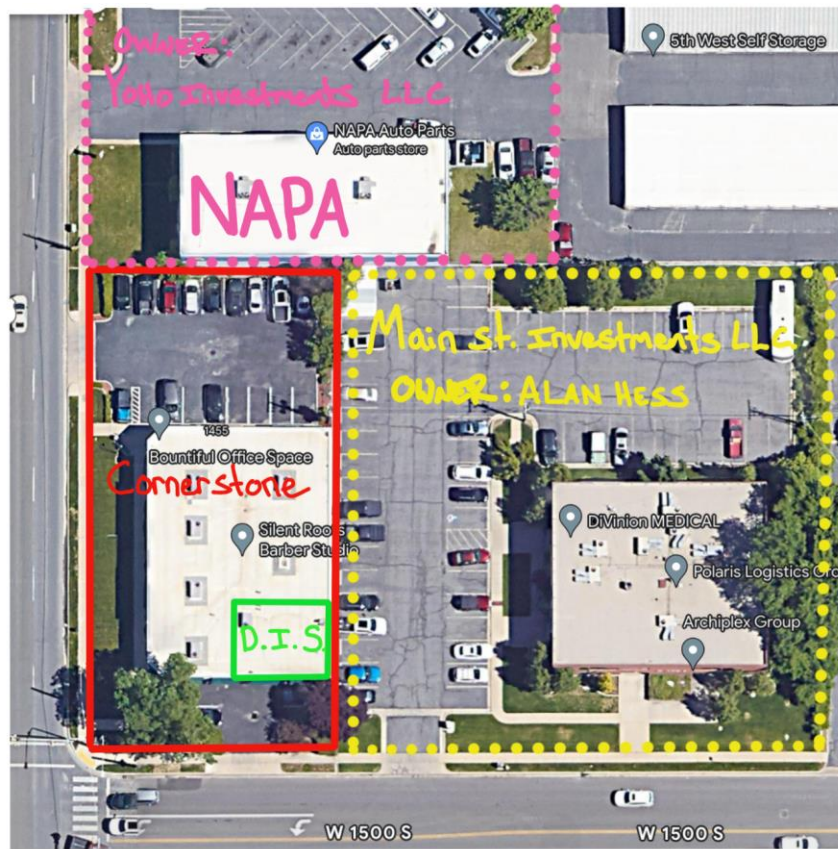 OWNER:
Yoho Investments LLC
5th West Self Storage
NAPA Auto Parts
Auto parts store
NAPA
Main st. Investments LLC
OWNER: ALAN HESS
1455
Bountiful Office Space
Cornerstone
Silent Roots
Barber Studio
DiVinion MEDICAL
Polaris Logistics Gro
Archiplex Group
D.I.S.
W 1500 S
W 1500 S